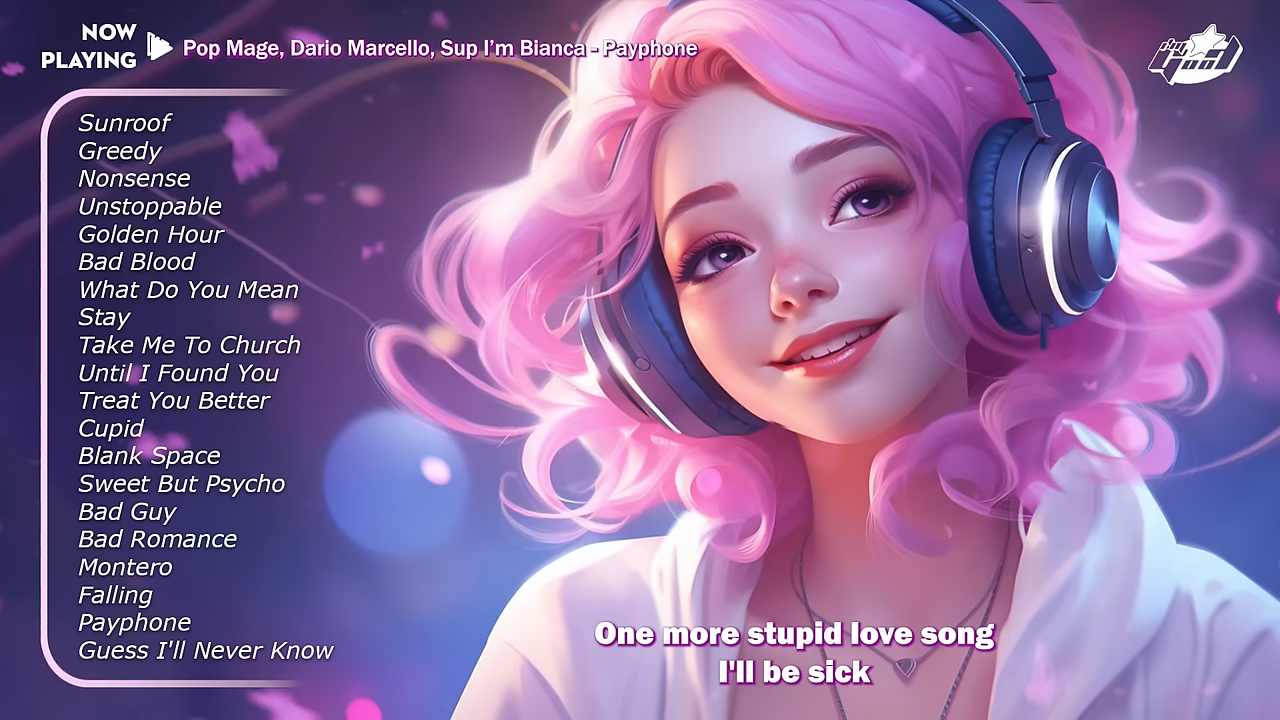 NOW
PLAYING
Pop Mage, Dario Marcello, Sup I'm Bianca - Payphone
Sunroof
Greedy
Nonsense
Unstoppable
Golden Hour
Bad Blood
What Do You Mean
Stay
Take Me To Church
Until I Found You
Treat You Better
Cupid
Blank Space
Sweet But Psycho
Bad Guy
Bad Romance
Montero
Falling
Payphone
Guess I'll Never Know
One more stupid love song
I'll be sick